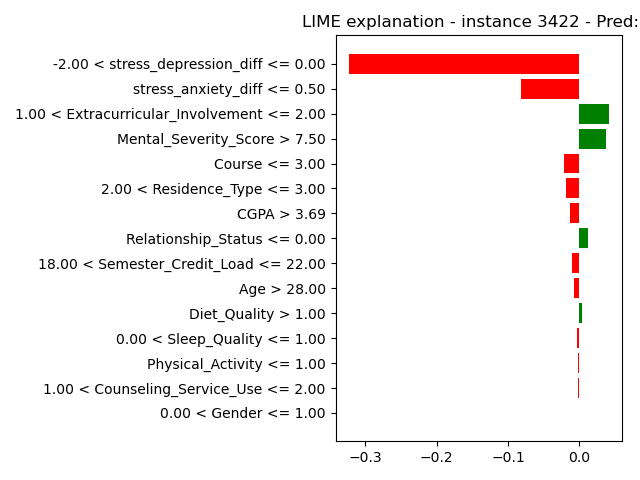 LIME explanation - instance 3422 - Pred:
-2.00 < stress_depression_diff <= 0.00
stress_anxiety_diff <= 0.50
1.00 < Extracurricular_Involvement <= 2.00
Mental_Severity_Score > 7.50
Course <= 3.00
2.00 < Residence_Type <= 3.00
CGPA > 3.69
Relationship_Status <= 0.00
18.00 < Semester_Credit_Load <= 22.00
Age > 28.00
Diet_Quality > 1.00
0.00 < Sleep_Quality <= 1.00
Physical_Activity <= 1.00
1.00 < Counseling_Service_Use <= 2.00
0.00 < Gender <= 1.00
−0.3 −0.2 −0.1 0.0